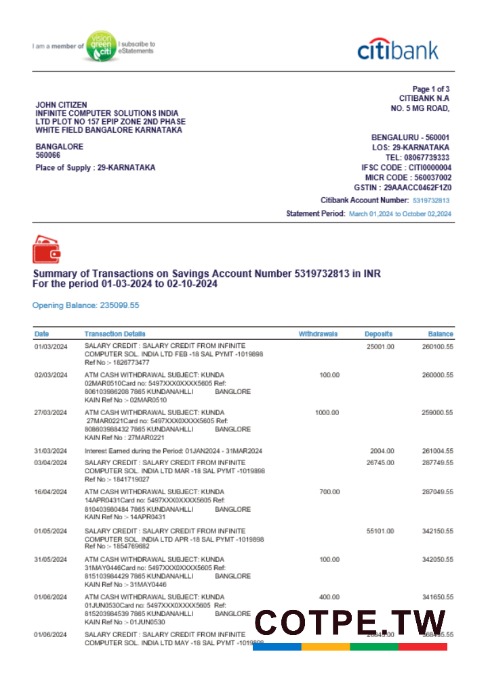 I am a member of vision green citi I subscribe to eStatements
citibank
Page 1 of 3
CITIBANK N.A
NO. 5 MG ROAD,
JOHN CITIZEN
INFINITE COMPUTER SOLUTIONS INDIA
LTD PLOT NO 157 EPIP ZONE 2ND PHASE
WHITE FIELD BANGALORE KARNATAKA
BANGALORE
560066
Place of Supply : 29-KARNATAKA
BENGALURU - 560001
LOS: 29-KARNATAKA
TEL: 08067739333
IFSC CODE : CITI0000004
MICR CODE : 560037002
GSTIN : 29AAACC0462F1Z0
Citibank Account Number: 5319732813
Statement Period: March 01,2024 to October 02,2024
Summary of Transactions on Savings Account Number 5319732813 in INR
For the period 01-03-2024 to 02-10-2024
Opening Balance: 235099.55
Date Transaction Details Withdrawals Deposits Balance
01/03/2024 SALARY CREDIT : SALARY CREDIT FROM INFINITE 25001.00 260100.55
COMPUTER SOL. INDIA LTD FEB -18 SAL PYMT -1019898
Ref No :- 1826773477
02/03/2024 ATM CASH WITHDRAWAL SUBJECT: KUNDA 100.00 260000.55
02MAR0510Card no: 5497XXX0XXXX5605 Ref:
806103986208 7865 KUNDANAHLLI BANGLORE
KAIN Ref No :- 02MAR0510
27/03/2024 ATM CASH WITHDRAWAL SUBJECT: KUNDA 1000.00 259000.55
27MAR0221Card no: 5497XXX0XXXX5605 Ref:
808603988432 7865 KUNDANAHLLI BANGLORE
KAIN Ref No : 27MAR0221
31/03/2024 Interest Earned during the Period: 01JAN2024 - 31MAR2024 2004.00 261004.55
03/04/2024 SALARY CREDIT : SALARY CREDIT FROM INFINITE 26745.00 287749.55
COMPUTER SOL. INDIA LTD MAR -18 SAL PYMT -1019898
Ref No :- 1841719027
16/04/2024 ATM CASH WITHDRAWAL SUBJECT: KUNDA 700.00 287049.55
14APR0431Card no: 5497XXX0XXXX5605 Ref:
810403980484 7865 KUNDANAHLLI BANGLORE
KAIN Ref No :- 14APR0431
01/05/2024 SALARY CREDIT : SALARY CREDIT FROM INFINITE 55101.00 342150.55
COMPUTER SOL. INDIA LTD APR -18 SAL PYMT -1019898
Ref No :- 1854769682
31/05/2024 ATM CASH WITHDRAWAL SUBJECT: KUNDA 100.00 342050.55
31MAY0446Card no: 5497XXX0XXXX5605 Ref:
815103984429 7865 KUNDANAHLLI BANGLORE
KAIN Ref No :- 31MAY0446
01/06/2024 ATM CASH WITHDRAWAL SUBJECT: KUNDA 400.00 341650.55
01JUN0530Card no: 5497XXX0XXXX5605 Ref:
815203984539 7865 KUNDANAHLLI BANGLORE
KAIN Ref No :- 01JUN0530
COTPE.TW
01/06/2024 SALARY CREDIT : SALARY CREDIT FROM INFINITE
COMPUTER SOL. INDIA LTD MAY -18 SAL PYMT